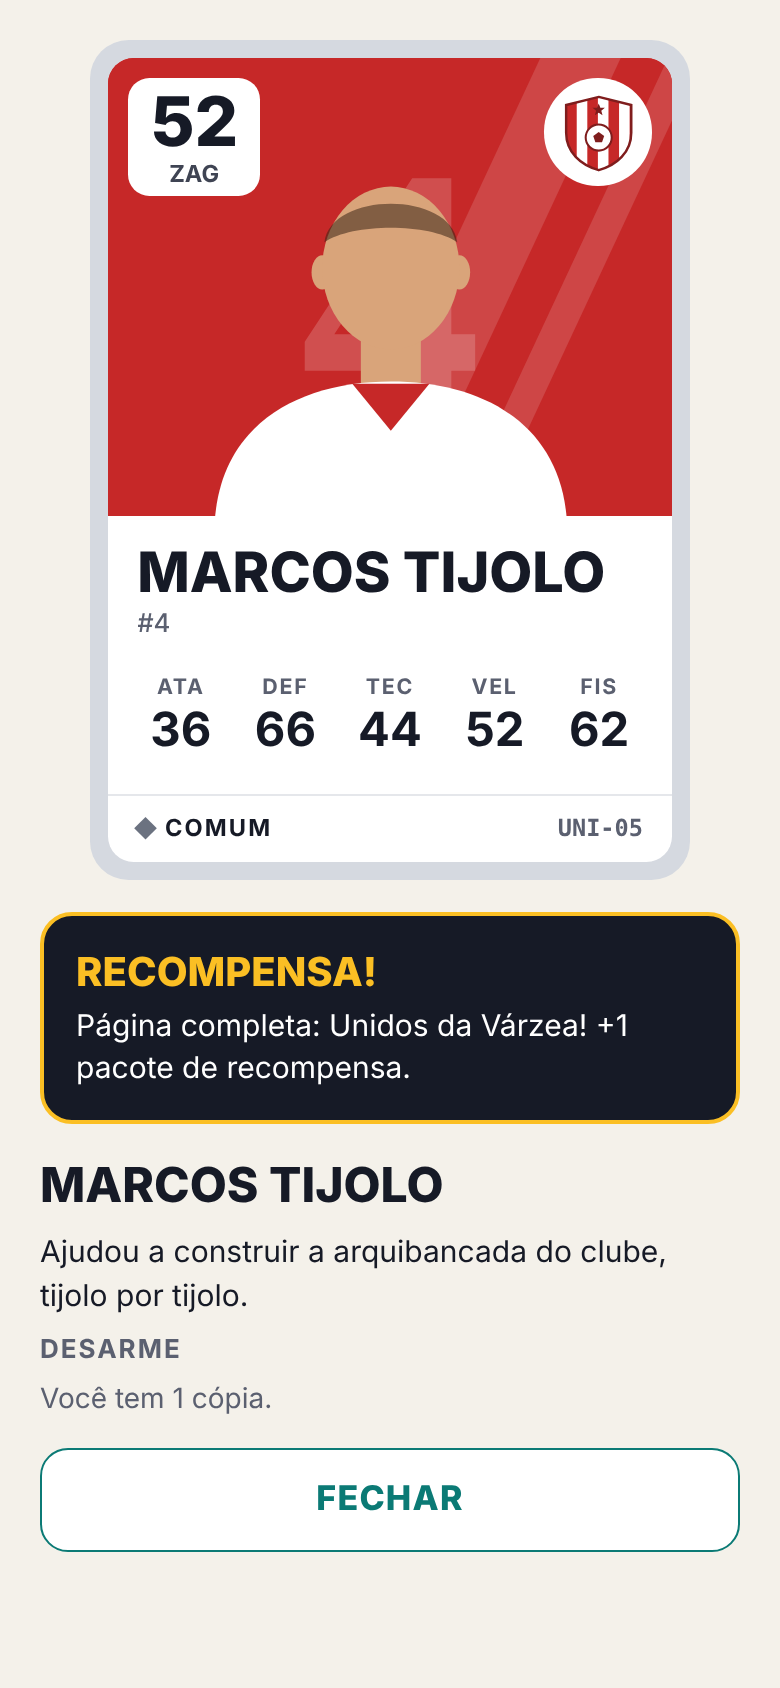 52
ZAG
4
MARCOS TIJOLO
#4
ATA DEF TEC VEL FIS
36 66 44 52 62
COMUM UNI-05
RECOMPENSA!
Página completa: Unidos da Várzea! +1
pacote de recompensa.
MARCOS TIJOLO
Ajudou a construir a arquibancada do clube,
tijolo por tijolo.
DESARME
Você tem 1 cópia.
FECHAR